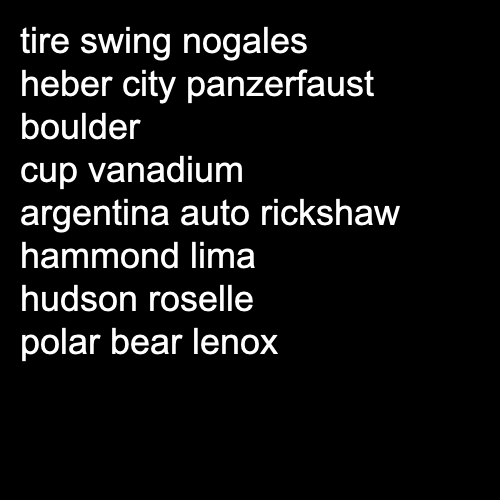 tire swing nogales
heber city panzerfaust
boulder
cup vanadium
argentina auto rickshaw
hammond lima
hudson roselle
polar bear lenox